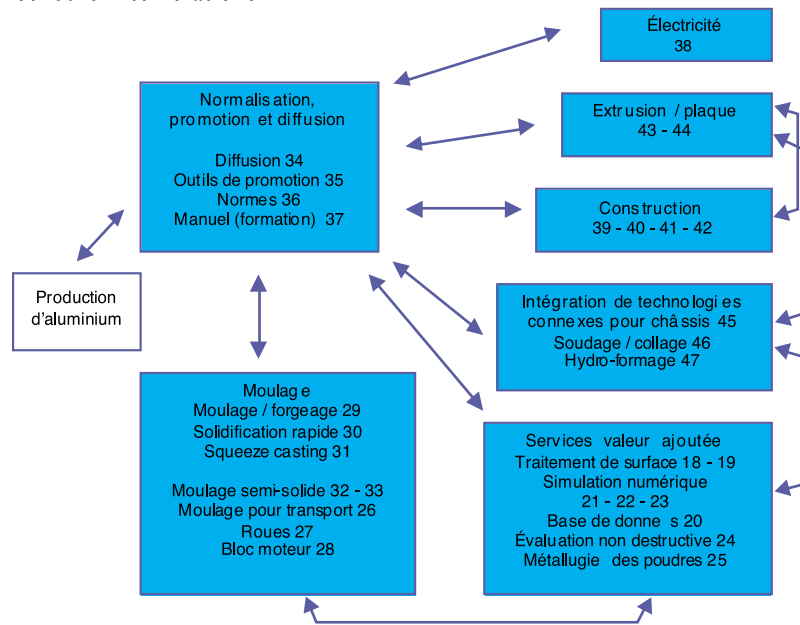 Électricité
38
Normalisation,
promotion et diffusion
Diffusion 34
Outils de promotion 35
Normes 36
Manuel (formation) 37
Extrusion / plaque
43 - 44
Construction
39 - 40 - 41 - 42
Production
d'aluminium
Intégration de technologies
connexes pour châssis 45
Soudage / collage 46
Hydro-formage 47
Moulage
Moulage / forgeage 29
Solidification rapide 30
Squeeze casting 31
Moulage semi-solide 32 - 33
Moulage pour transport 26
Roues 27
Bloc moteur 28
Services valeur ajoutée
Traitement de surface 18 - 19
Simulation numérique
21 - 22 - 23
Base de donne s 20
Évaluation non destructive 24
Métallugie des poudres 25